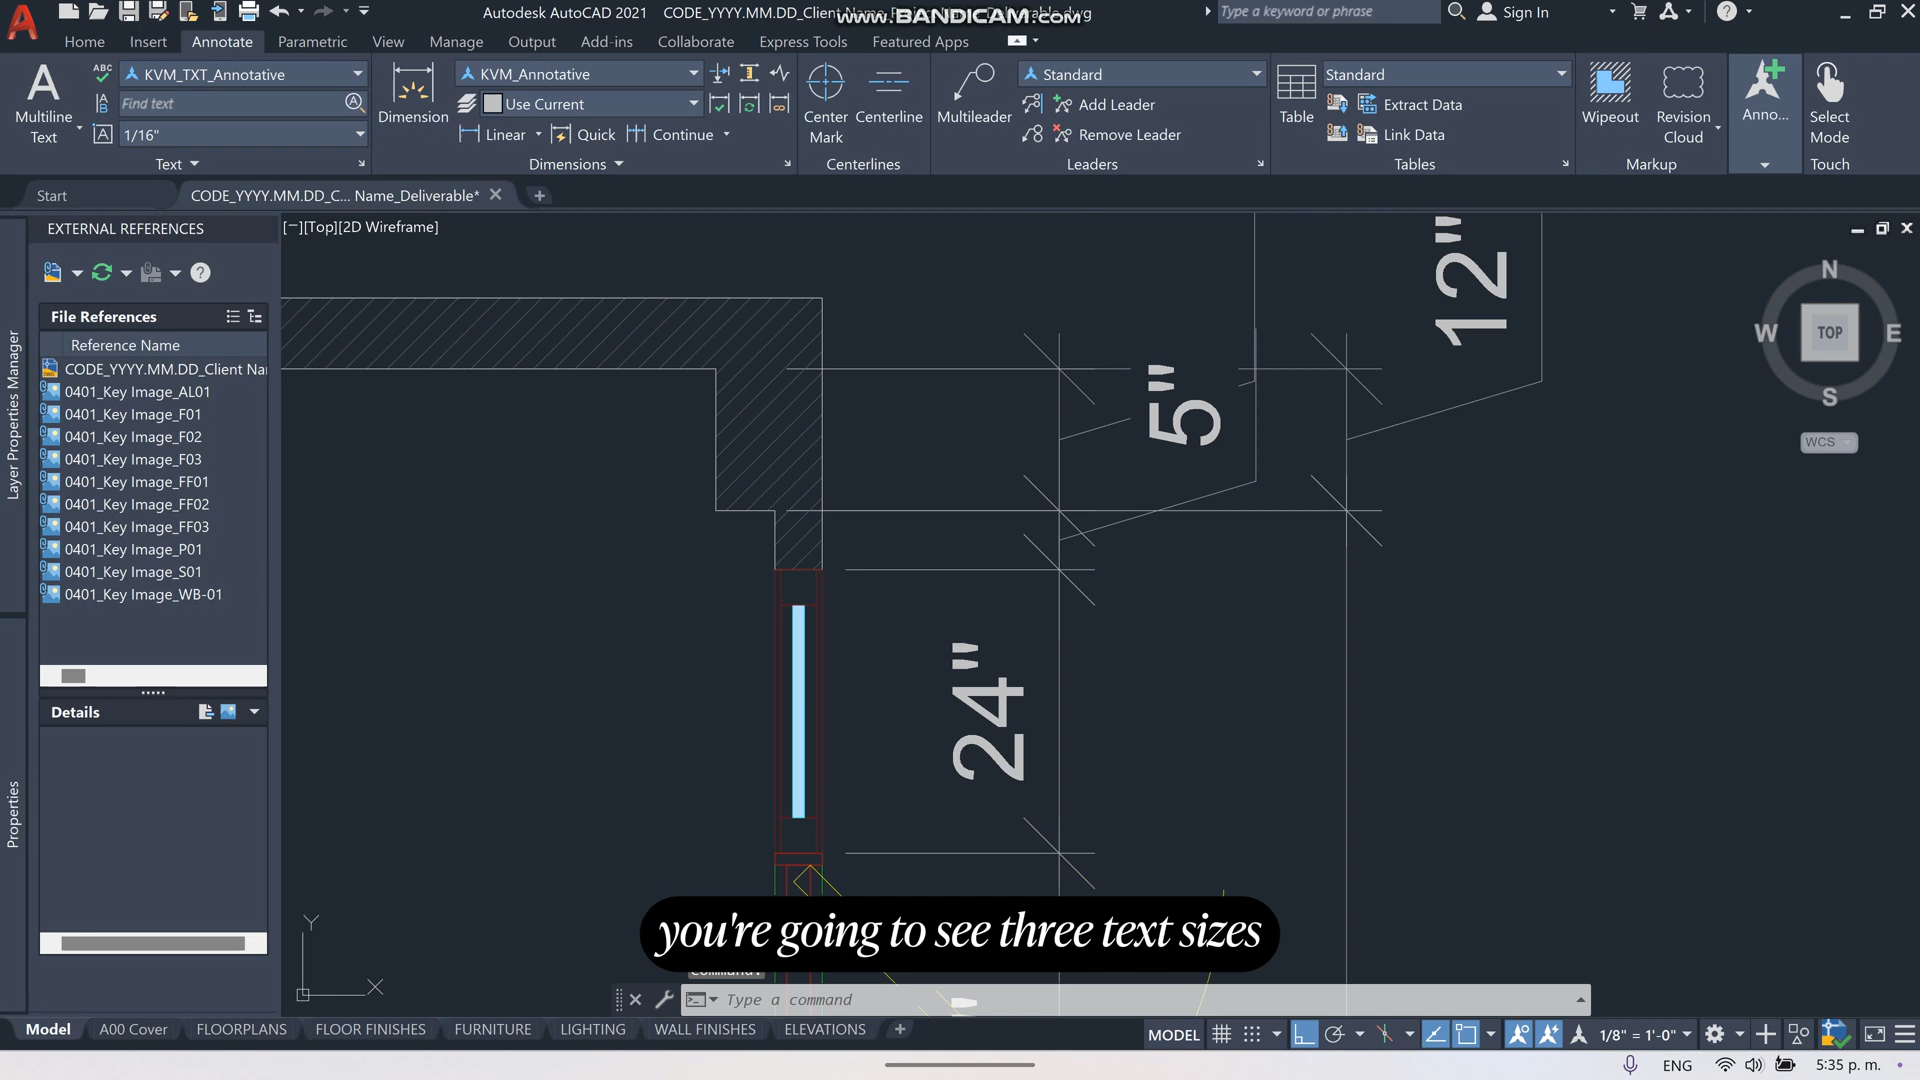 Autodesk AutoCAD 2021
CODE_YYYY.MM.DD_Client Name
www.BANDICAM.com
Type a keyword or phrase
Sign In
Home
Insert
Annotate
Parametric
View
Manage
Output
Add-ins
Collaborate
Express Tools
Featured Apps
Multiline
Text
ABC
KVM_TXT_Annotative
Find text
1/16"
Text
Dimension
KVM_Annotative
Use Current
Linear
Quick
Continue
Dimensions
Center
Mark
Centerline
Centerlines
Multileader
Standard
Add Leader
Remove Leader
Leaders
Table
Standard
Extract Data
Link Data
Tables
Wipeout
Revision
Cloud
Markup
Anno...
Select
Mode
Touch
Start
CODE_YYYY.MM.DD_C... Name_Deliverable*
EXTERNAL REFERENCES
[−][Top][2D Wireframe]
File References
Reference Name
CODE_YYYY.MM.DD_Client Nar
0401_Key Image_AL01
0401_Key Image_F01
0401_Key Image_F02
0401_Key Image_F03
0401_Key Image_FF01
0401_Key Image_FF02
0401_Key Image_FF03
0401_Key Image_P01
0401_Key Image_S01
0401_Key Image_WB-01
Details
Layer Properties Manager
Properties
12"
5"
24"
N
W
TOP
E
S
WCS
Y
X
you're going to see three text sizes
Command:
Type a command
Model
A00 Cover
FLOORPLANS
FLOOR FINISHES
FURNITURE
LIGHTING
WALL FINISHES
ELEVATIONS
MODEL
1/8" = 1'-0"
ENG
5:35 p. m.